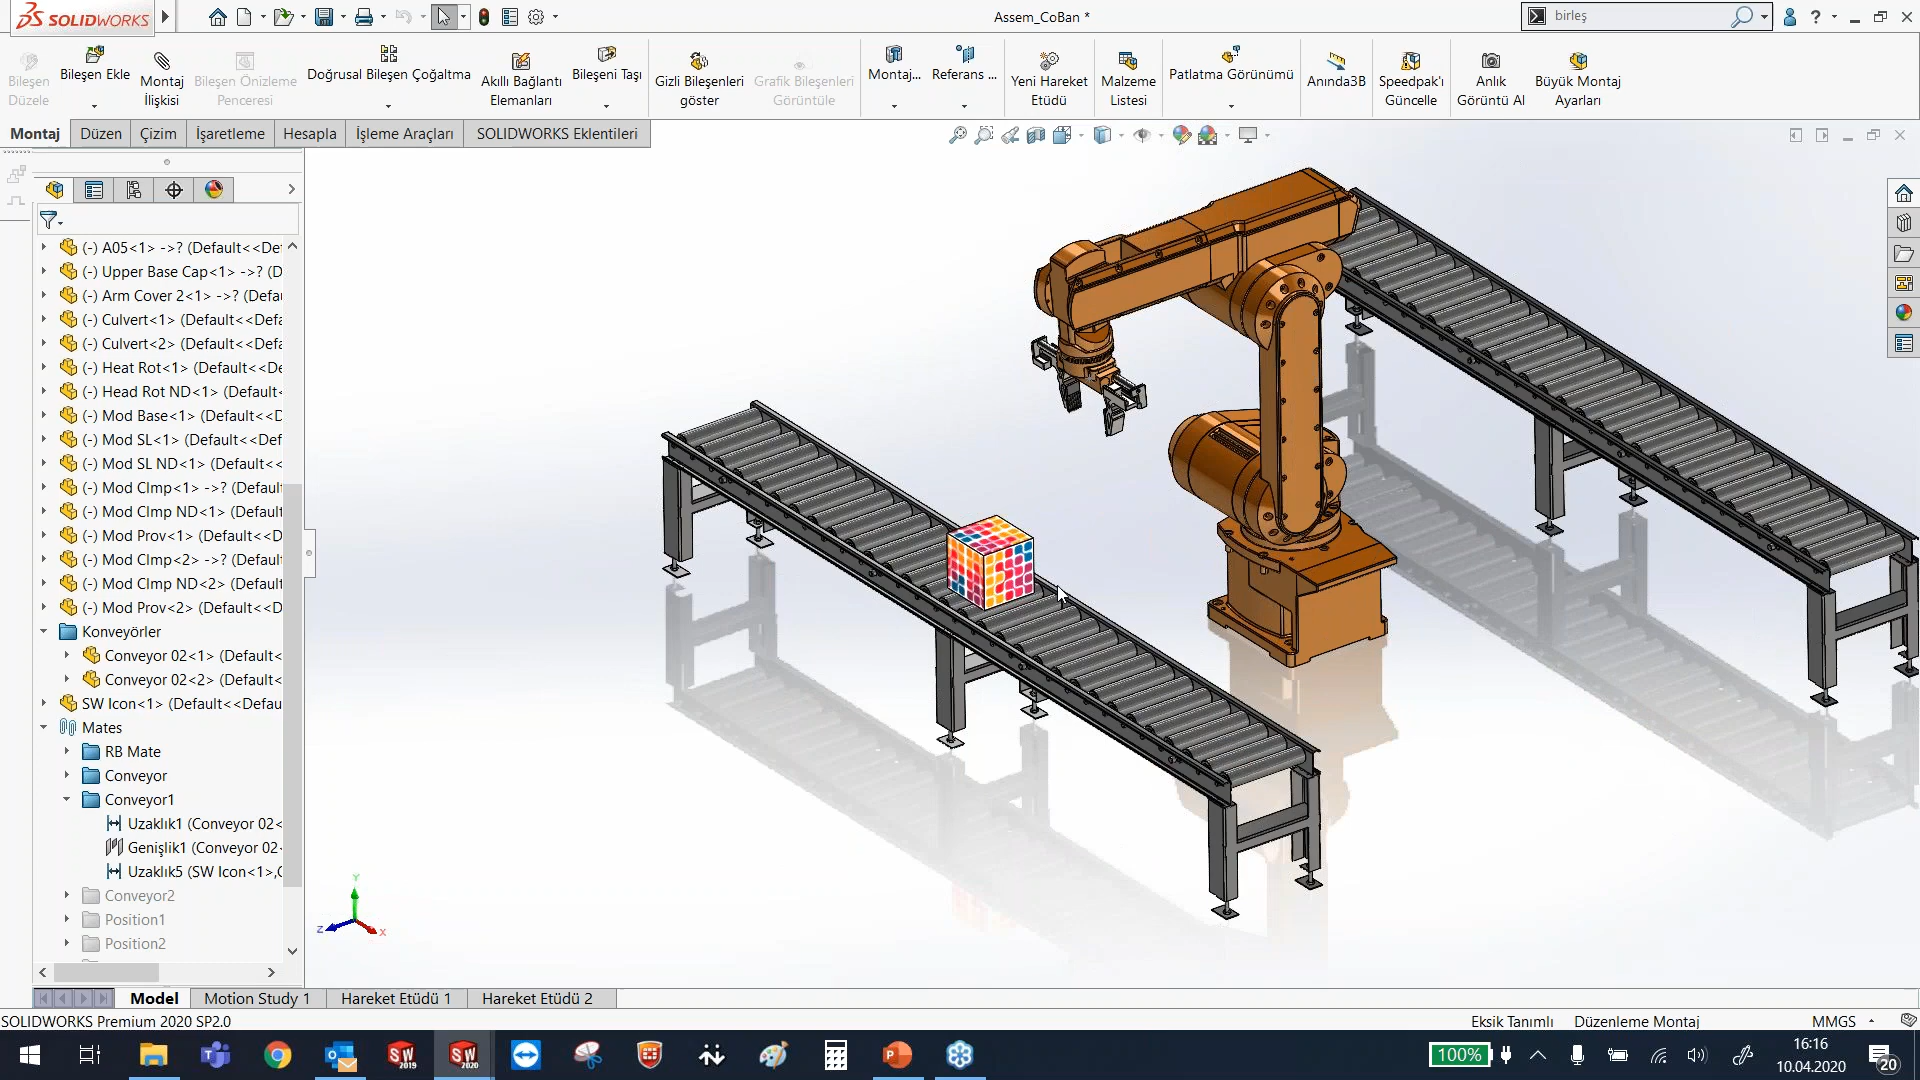 SOLIDWORKS
Assem_CoBan *
birleş
Bileşen Düzele
Bileşen Ekle
Montaj İlişkisi
Bileşen Önizleme Penceresi
Doğrusal Bileşen Çoğaltma
Akıllı Bağlantı Elemanları
Bileşeni Taşı
Gizli Bileşenleri göster
Grafik Bileşenleri Görüntüle
Montaj...
Referans ...
Yeni Hareket Etüdü
Malzeme Listesi
Patlatma Görünümü
Anında3B
Speedpak'ı Güncelle
Anlık Görüntü Al
Büyük Montaj Ayarları
Montaj
Düzen
Çizim
İşaretleme
Hesapla
İşleme Araçları
SOLIDWORKS Eklentileri
(-) A05<1> ->? (Default<<De
(-) Upper Base Cap<1> ->? (D
(-) Arm Cover 2<1> ->? (Defau
(-) Culvert<1> (Default<<Defa
(-) Culvert<2> (Default<<Defa
(-) Heat Rot<1> (Default<<De
(-) Head Rot ND<1> (Default<
(-) Mod Base<1> (Default<<D
(-) Mod SL<1> (Default<<Def
(-) Mod SL ND<1> (Default<<
(-) Mod Clmp<1> ->? (Default
(-) Mod Clmp ND<1> (Default
(-) Mod Prov<1> (Default<<D
(-) Mod Clmp<2> ->? (Default
(-) Mod Clmp ND<2> (Default
(-) Mod Prov<2> (Default<<D
Konveyörler
Conveyor 02<1> (Default<
Conveyor 02<2> (Default<
SW Icon<1> (Default<<Defau
Mates
RB Mate
Conveyor
Conveyor1
Uzaklık1 (Conveyor 02<
Genişlik1 (Conveyor 02
Uzaklık5 (SW Icon<1>,C
Conveyor2
Position1
Position2
Y
Z
X
Model
Motion Study 1
Hareket Etüdü 1
Hareket Etüdü 2
SOLIDWORKS Premium 2020 SP2.0
Eksik Tanımlı
Düzenleme Montaj
MMGS
SW 2019
SW 2020
100%
16:16
10.04.2020
20